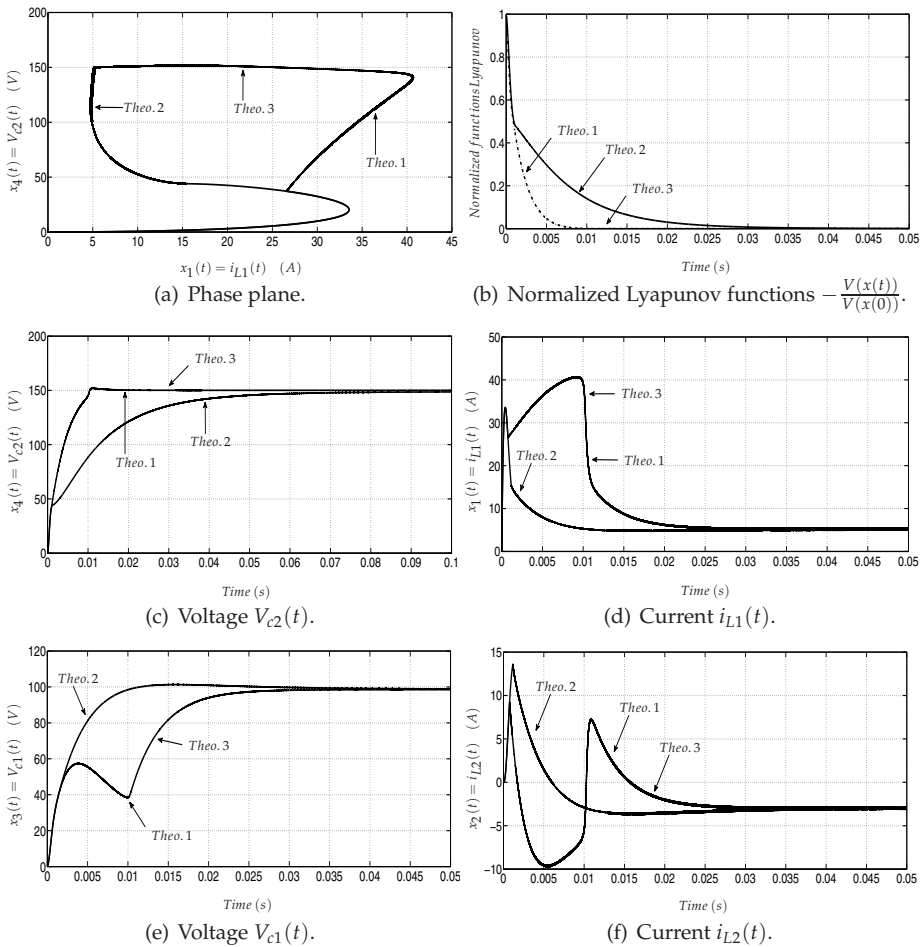 200
150
100
50
0
0 5 10 15 20 25 30 35 40 45
x₄(t) = V_c2(t) (V)
x₁(t) = i_L1(t) (A)
Theo. 2
Theo. 3
Theo. 1
(a) Phase plane.
1
0.8
0.6
0.4
0.2
0
0 0.005 0.01 0.015 0.02 0.025 0.03 0.035 0.04 0.045 0.05
Normalized functions Lyapunov
Time (s)
Theo. 1
Theo. 2
Theo. 3
(b) Normalized Lyapunov functions − V(x(t))/V(x(0)).
200
150
100
50
0
0 0.01 0.02 0.03 0.04 0.05 0.06 0.07 0.08 0.09 0.1
x₄(t) = V_c2(t) (V)
Time (s)
Theo. 3
Theo. 1
Theo. 2
(c) Voltage V_c2(t).
50
40
30
20
10
0
0 0.005 0.01 0.015 0.02 0.025 0.03 0.035 0.04 0.045 0.05
x₁(t) = i_L1(t) (A)
Time (s)
Theo. 3
Theo. 2
Theo. 1
(d) Current i_L1(t).
120
100
80
60
40
20
0
0 0.005 0.01 0.015 0.02 0.025 0.03 0.035 0.04 0.045 0.05
x₃(t) = V_c1(t) (V)
Time (s)
Theo. 2
Theo. 3
Theo. 1
(e) Voltage V_c1(t).
15
10
5
0
−5
−10
0 0.005 0.01 0.015 0.02 0.025 0.03 0.035 0.04 0.045 0.05
x₂(t) = i_L2(t) (A)
Time (s)
Theo. 2
Theo. 1
Theo. 3
(f) Current i_L2(t).